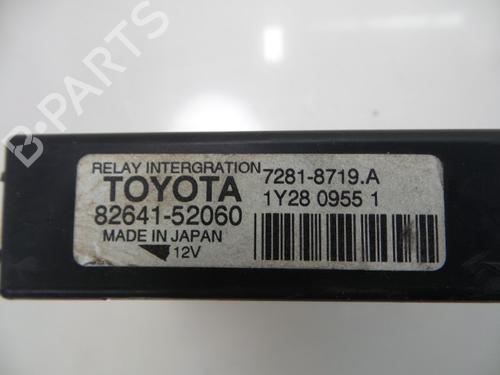 RELAY INTERGRATION
TOYOTA
82641-52060
MADE IN JAPAN
12V
7281-8719.A
1Y28 0955 1
B-PARTS